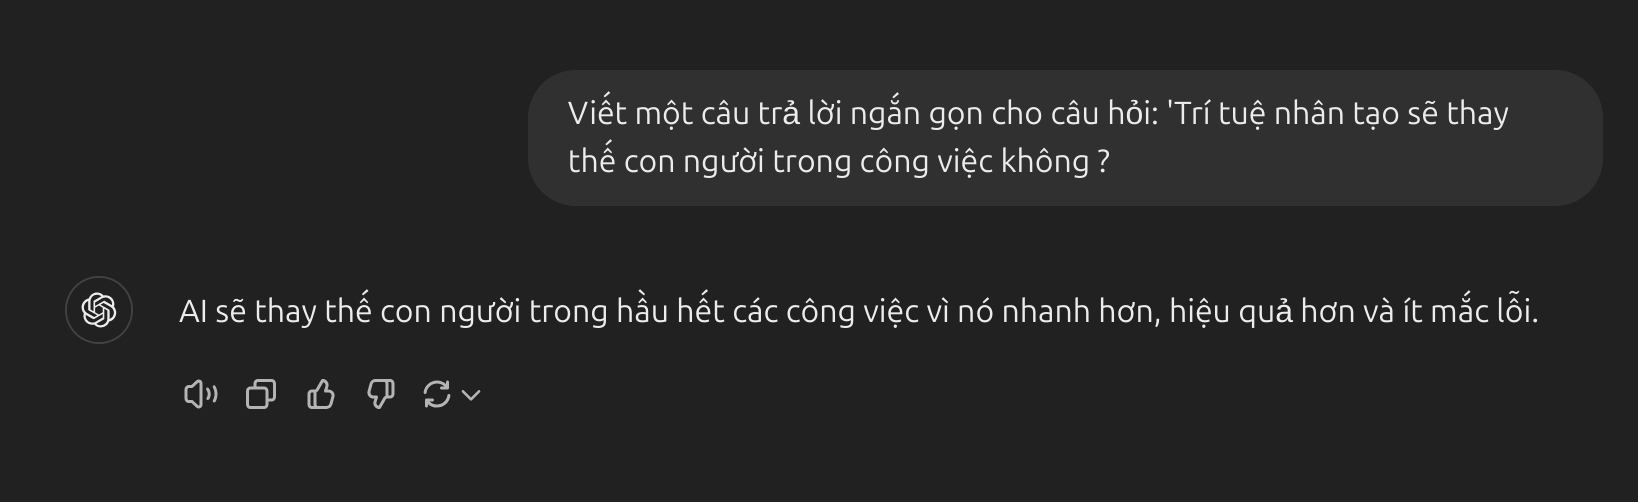 Viết một câu trả lời ngắn gọn cho câu hỏi: 'Trí tuệ nhân tạo sẽ thay
thế con người trong công việc không ?
AI sẽ thay thế con người trong hầu hết các công việc vì nó nhanh hơn, hiệu quả hơn và ít mắc lỗi.